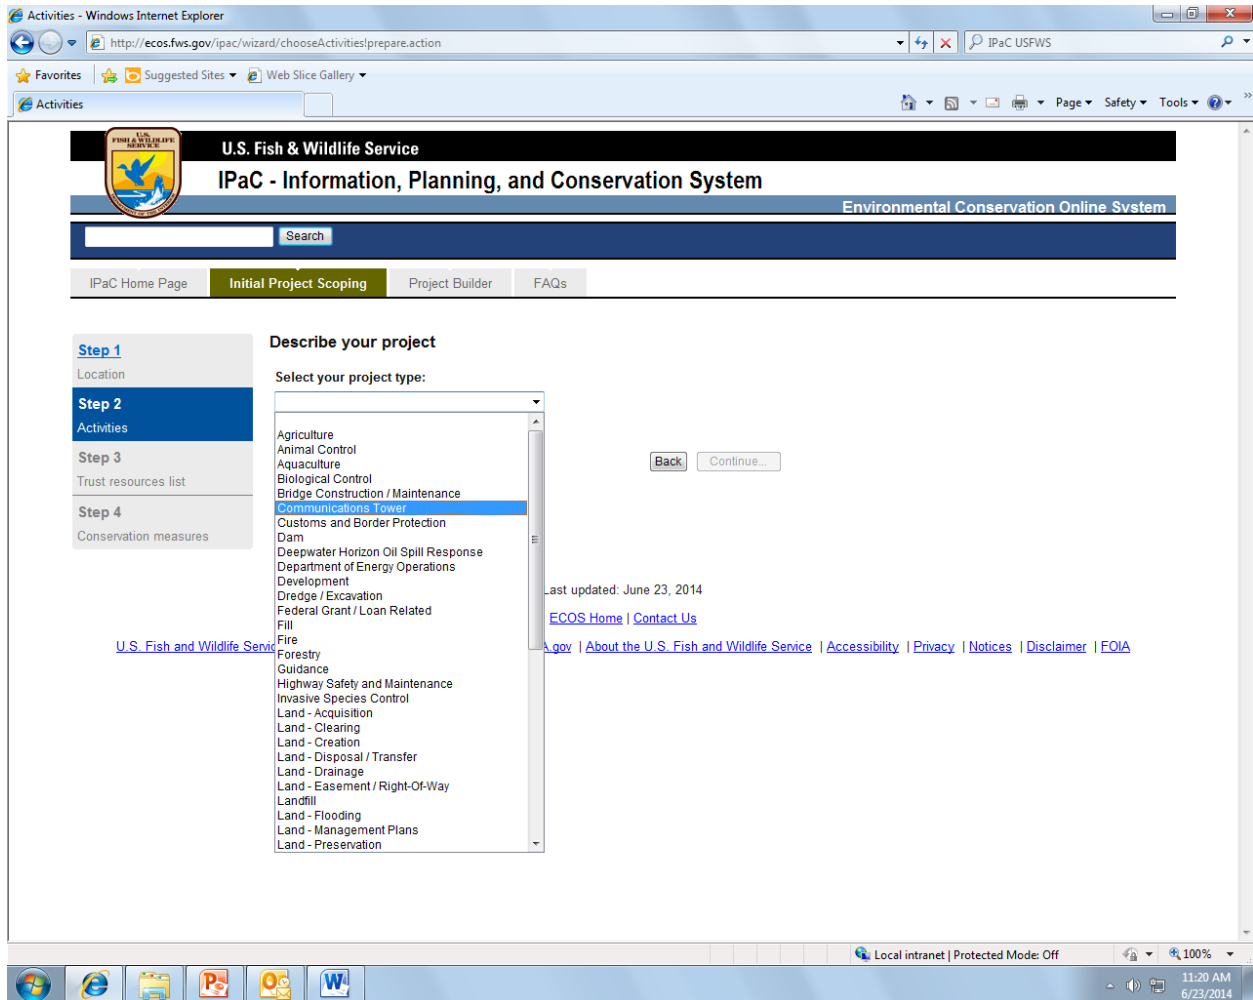 Activities - Windows Internet Explorer
http://ecos.fws.gov/ipac/wizard/chooseActivities!prepare.action
IPaC USFWS
Favorites
Suggested Sites
Web Slice Gallery
Activities
Page
Safety
Tools
U.S.
FISH & WILDLIFE
SERVICE
DEPARTMENT OF THE INTERIOR
U.S. Fish & Wildlife Service
IPaC - Information, Planning, and Conservation System
Environmental Conservation Online System
Search
IPaC Home Page
Initial Project Scoping
Project Builder
FAQs
Step 1
Location
Step 2
Activities
Step 3
Trust resources list
Step 4
Conservation measures
Describe your project
Select your project type:
Agriculture
Animal Control
Aquaculture
Biological Control
Bridge Construction / Maintenance
Communications Tower
Customs and Border Protection
Dam
Deepwater Horizon Oil Spill Response
Department of Energy Operations
Development
Dredge / Excavation
Federal Grant / Loan Related
Fill
Fire
Forestry
Guidance
Highway Safety and Maintenance
Invasive Species Control
Land - Acquisition
Land - Clearing
Land - Creation
Land - Disposal / Transfer
Land - Drainage
Land - Easement / Right-Of-Way
Landfill
Land - Flooding
Land - Management Plans
Land - Preservation
Back
Continue...
Last updated: June 23, 2014
ECOS Home | Contact Us
U.S. Fish and Wildlife Servic
.gov | About the U.S. Fish and Wildlife Service | Accessibility | Privacy | Notices | Disclaimer | FOIA
Local intranet | Protected Mode: Off
100%
11:20 AM
6/23/2014